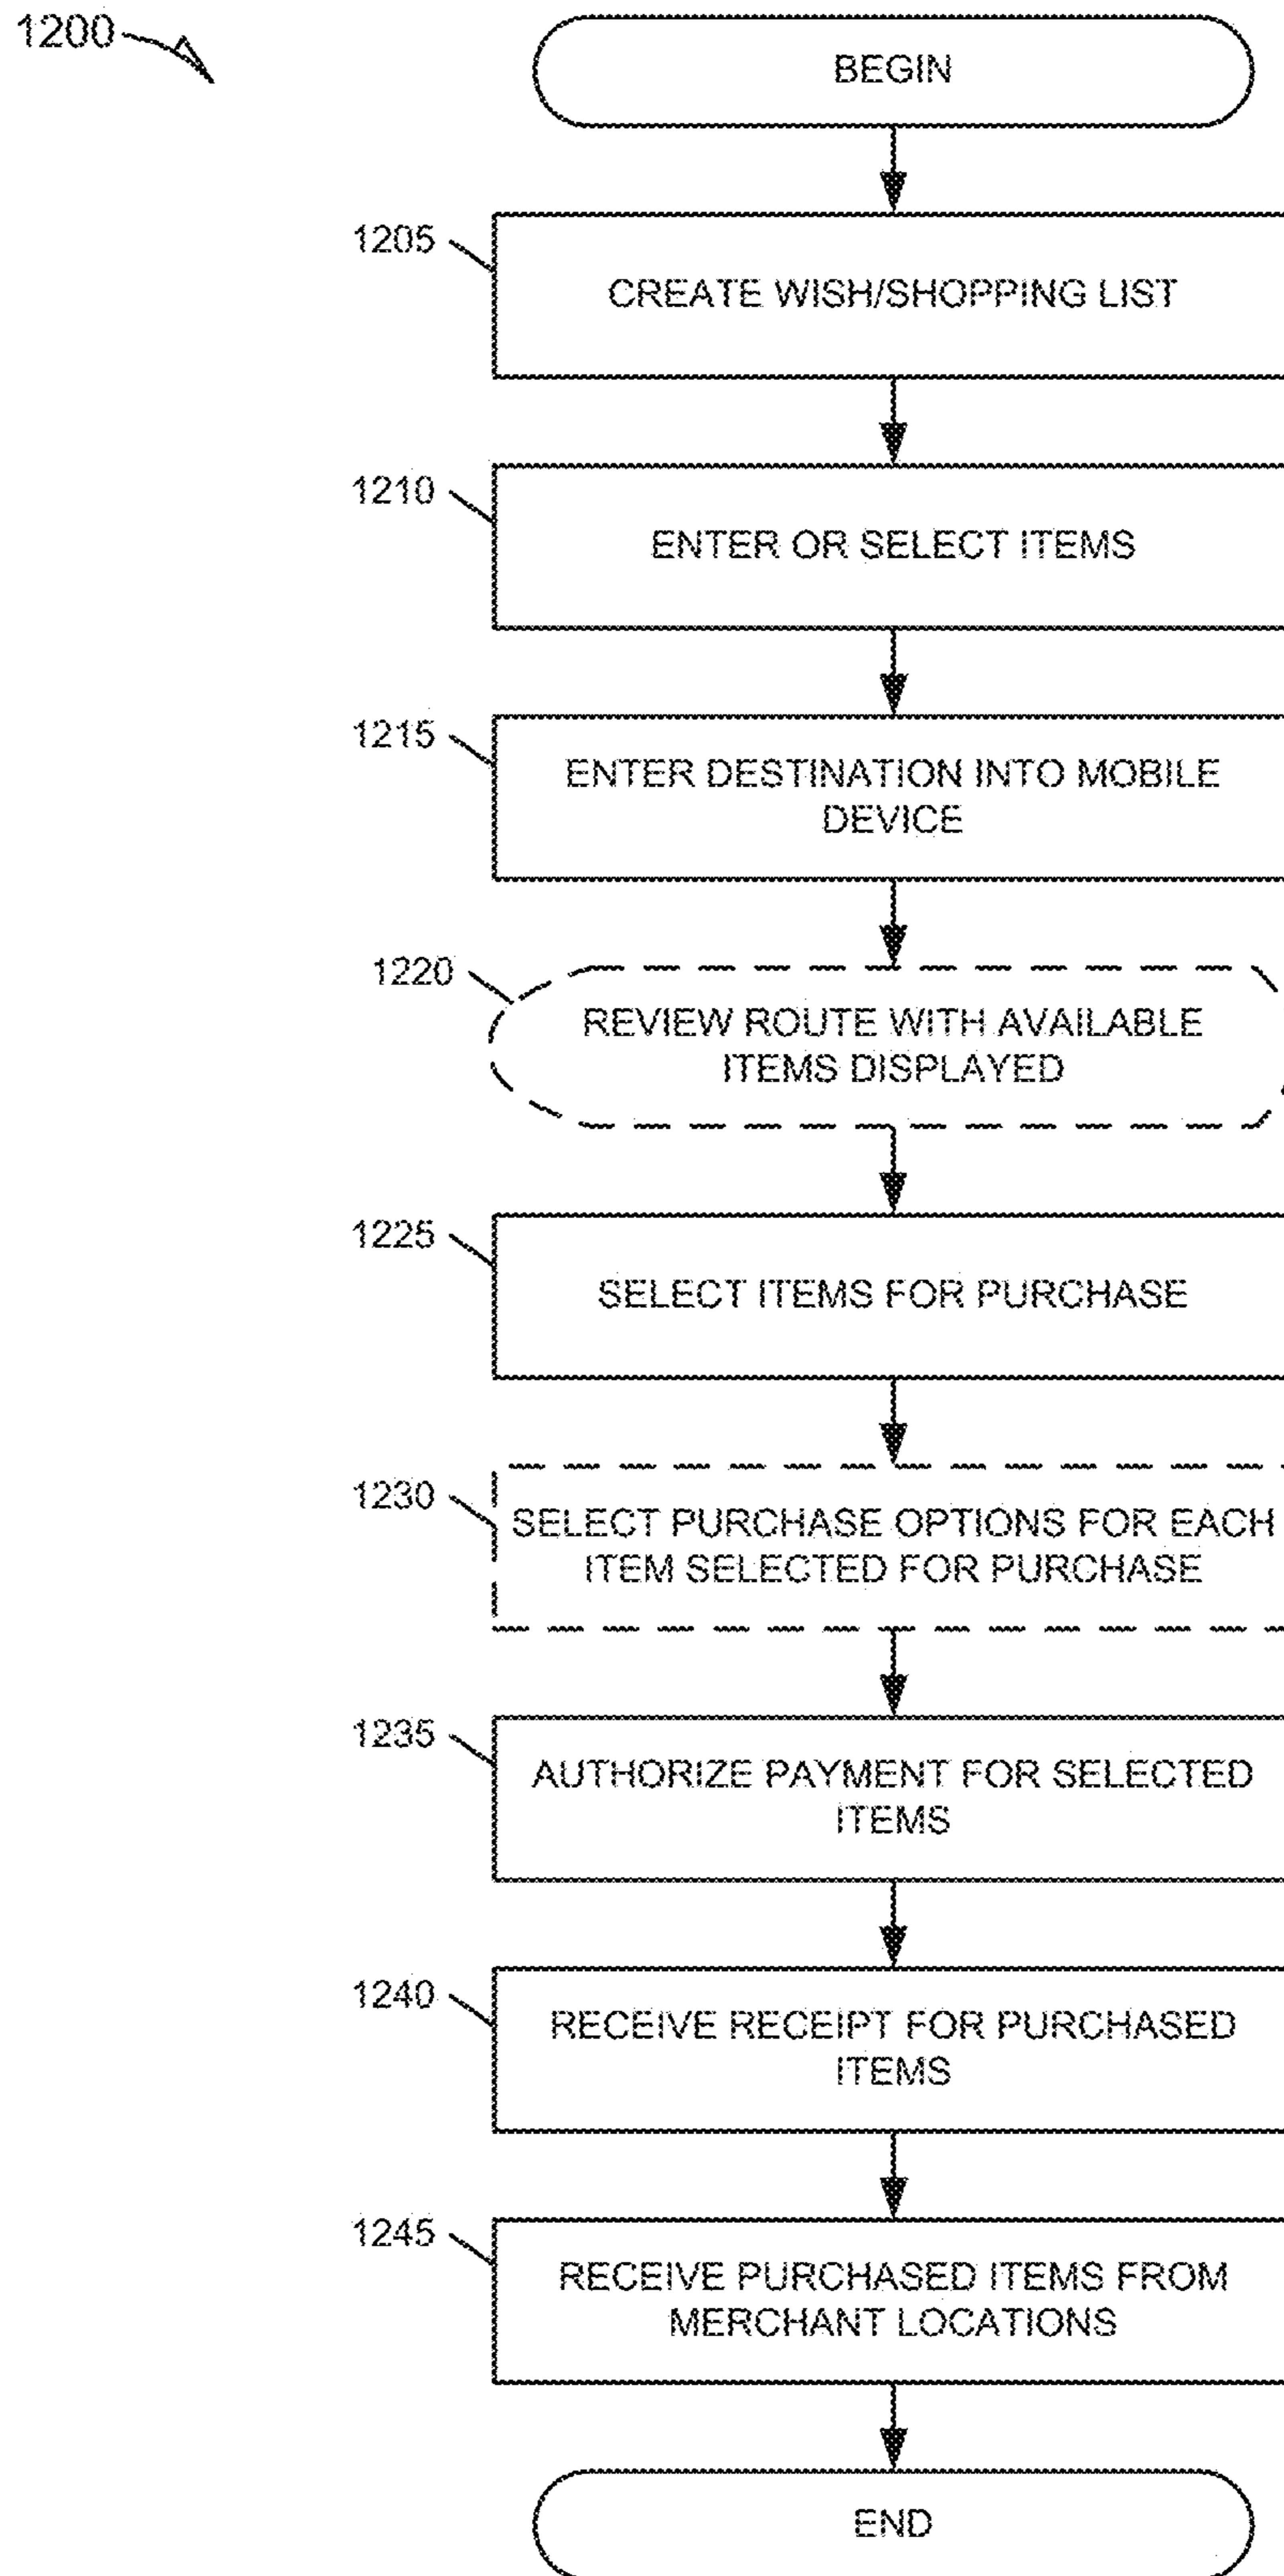 1200
BEGIN
1205
CREATE WISH/SHOPPING LIST
1210
ENTER OR SELECT ITEMS
1215
ENTER DESTINATION INTO MOBILE
DEVICE
1220
REVIEW ROUTE WITH AVAILABLE
ITEMS DISPLAYED
1225
SELECT ITEMS FOR PURCHASE
1230
SELECT PURCHASE OPTIONS FOR EACH
ITEM SELECTED FOR PURCHASE
1235
AUTHORIZE PAYMENT FOR SELECTED
ITEMS
1240
RECEIVE RECEIPT FOR PURCHASED
ITEMS
1245
RECEIVE PURCHASED ITEMS FROM
MERCHANT LOCATIONS
END